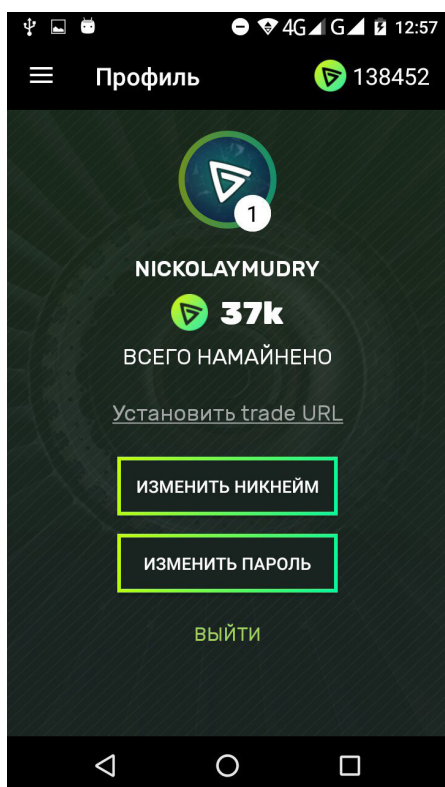 4G G 12:57
Профиль 138452
1
NICKOLAYMUDRY
37k
ВСЕГО НАМАЙНЕНО
Установить trade URL
ИЗМЕНИТЬ НИКНЕЙМ
ИЗМЕНИТЬ ПАРОЛЬ
ВЫЙТИ